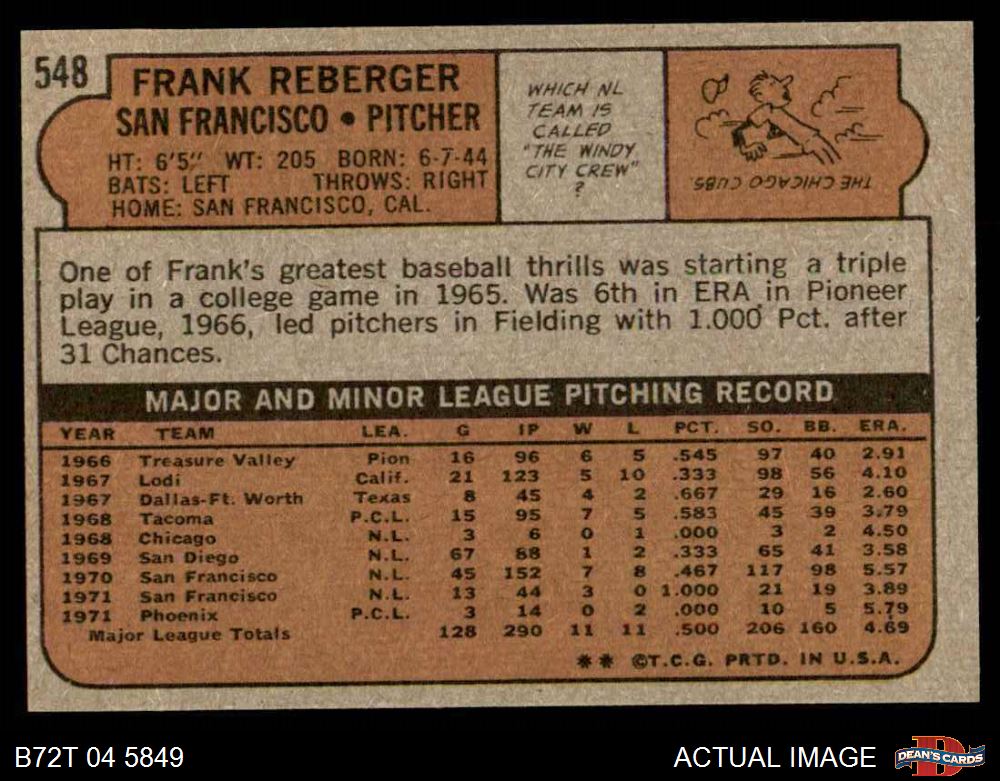 548
FRANK REBERGER
SAN FRANCISCO • PITCHER
HT: 6'5" WT: 205 BORN: 6-7-44
BATS: LEFT THROWS: RIGHT
HOME: SAN FRANCISCO, CAL.
WHICH NL
TEAM IS
CALLED
"THE WINDY
CITY CREW"
?
THE CHICAGO CUBS.
One of Frank's greatest baseball thrills was starting a triple
play in a college game in 1965. Was 6th in ERA in Pioneer
League, 1966, led pitchers in Fielding with 1.000 Pct. after
31 Chances.
MAJOR AND MINOR LEAGUE PITCHING RECORD
YEAR TEAM LEA. G IP W L PCT. SO. BB. ERA.
1966 Treasure Valley Pion 16 96 6 5 .545 97 40 2.91
1967 Lodi Calif. 21 123 5 10 .333 98 56 4.10
1967 Dallas-Ft. Worth Texas 8 45 4 2 .667 29 16 2.60
1968 Tacoma P.C.L. 15 95 7 5 .583 45 39 3.79
1968 Chicago N.L. 3 6 0 1 .000 3 2 4.50
1969 San Diego N.L. 67 88 1 2 .333 65 41 3.58
1970 San Francisco N.L. 45 152 7 8 .467 117 98 5.57
1971 San Francisco N.L. 13 44 3 0 1.000 21 19 3.89
1971 Phoenix P.C.L. 3 14 0 2 .000 10 5 5.79
Major League Totals 128 290 11 11 .500 206 160 4.69
** ©T.C.G. PRTD. IN U.S.A.
B72T 04 5849
ACTUAL IMAGE
D
DEAN'S CARDS